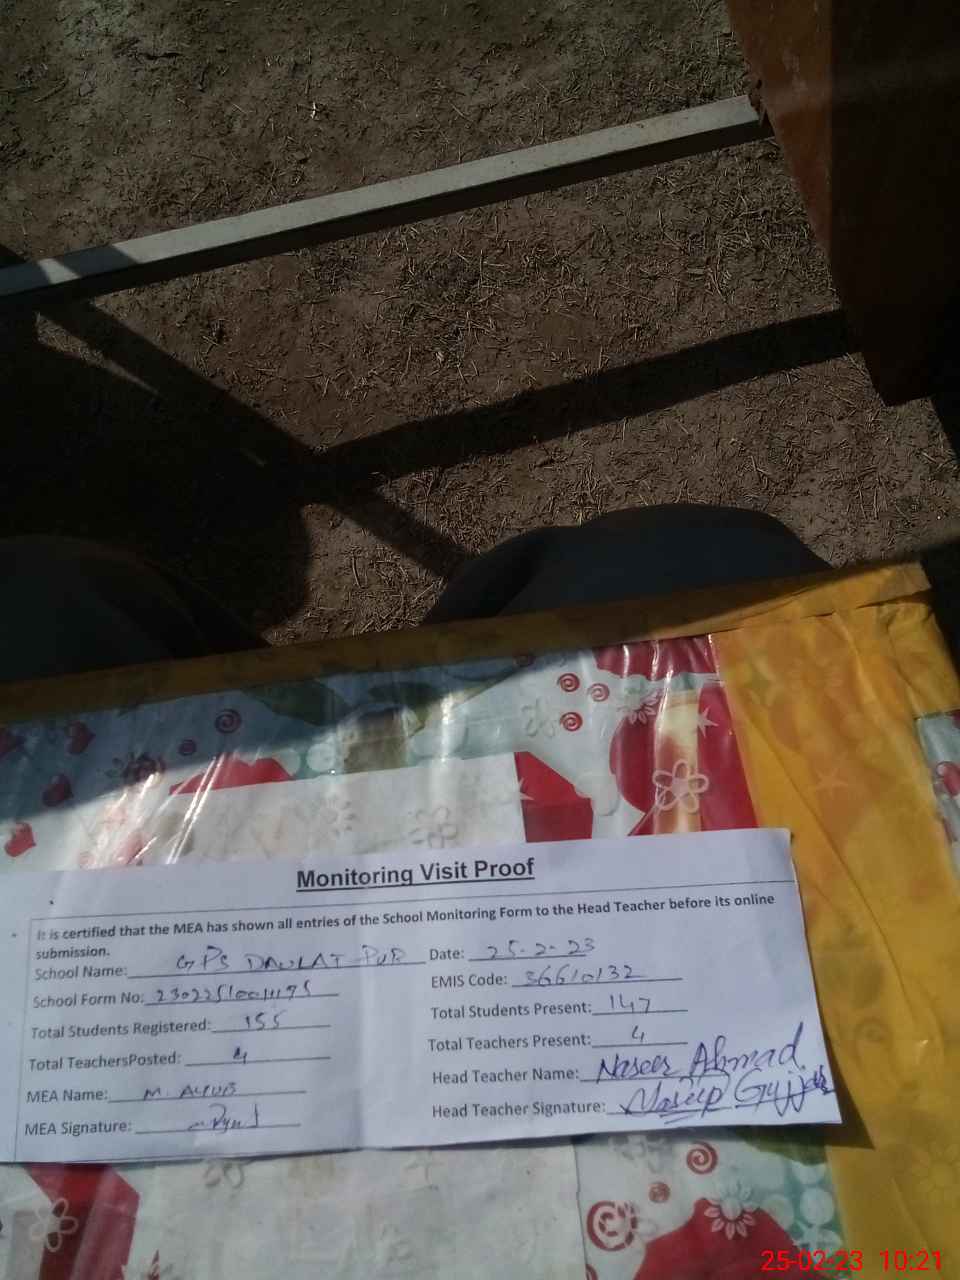 Monitoring Visit Proof
It is certified that the MEA has shown all entries of the School Monitoring Form to the Head Teacher before its online
submission.
School Name: GPS DAULAT PUR Date: 25-2-23
School Form No: EMIS Code: 36610132
Total Students Registered: 155 Total Students Present: 147
Total TeachersPosted: 4 Total Teachers Present: 4
MEA Name: M. AYUB Head Teacher Name: Naseer Ahmad
MEA Signature: Head Teacher Signature:
25-02-23 10:21